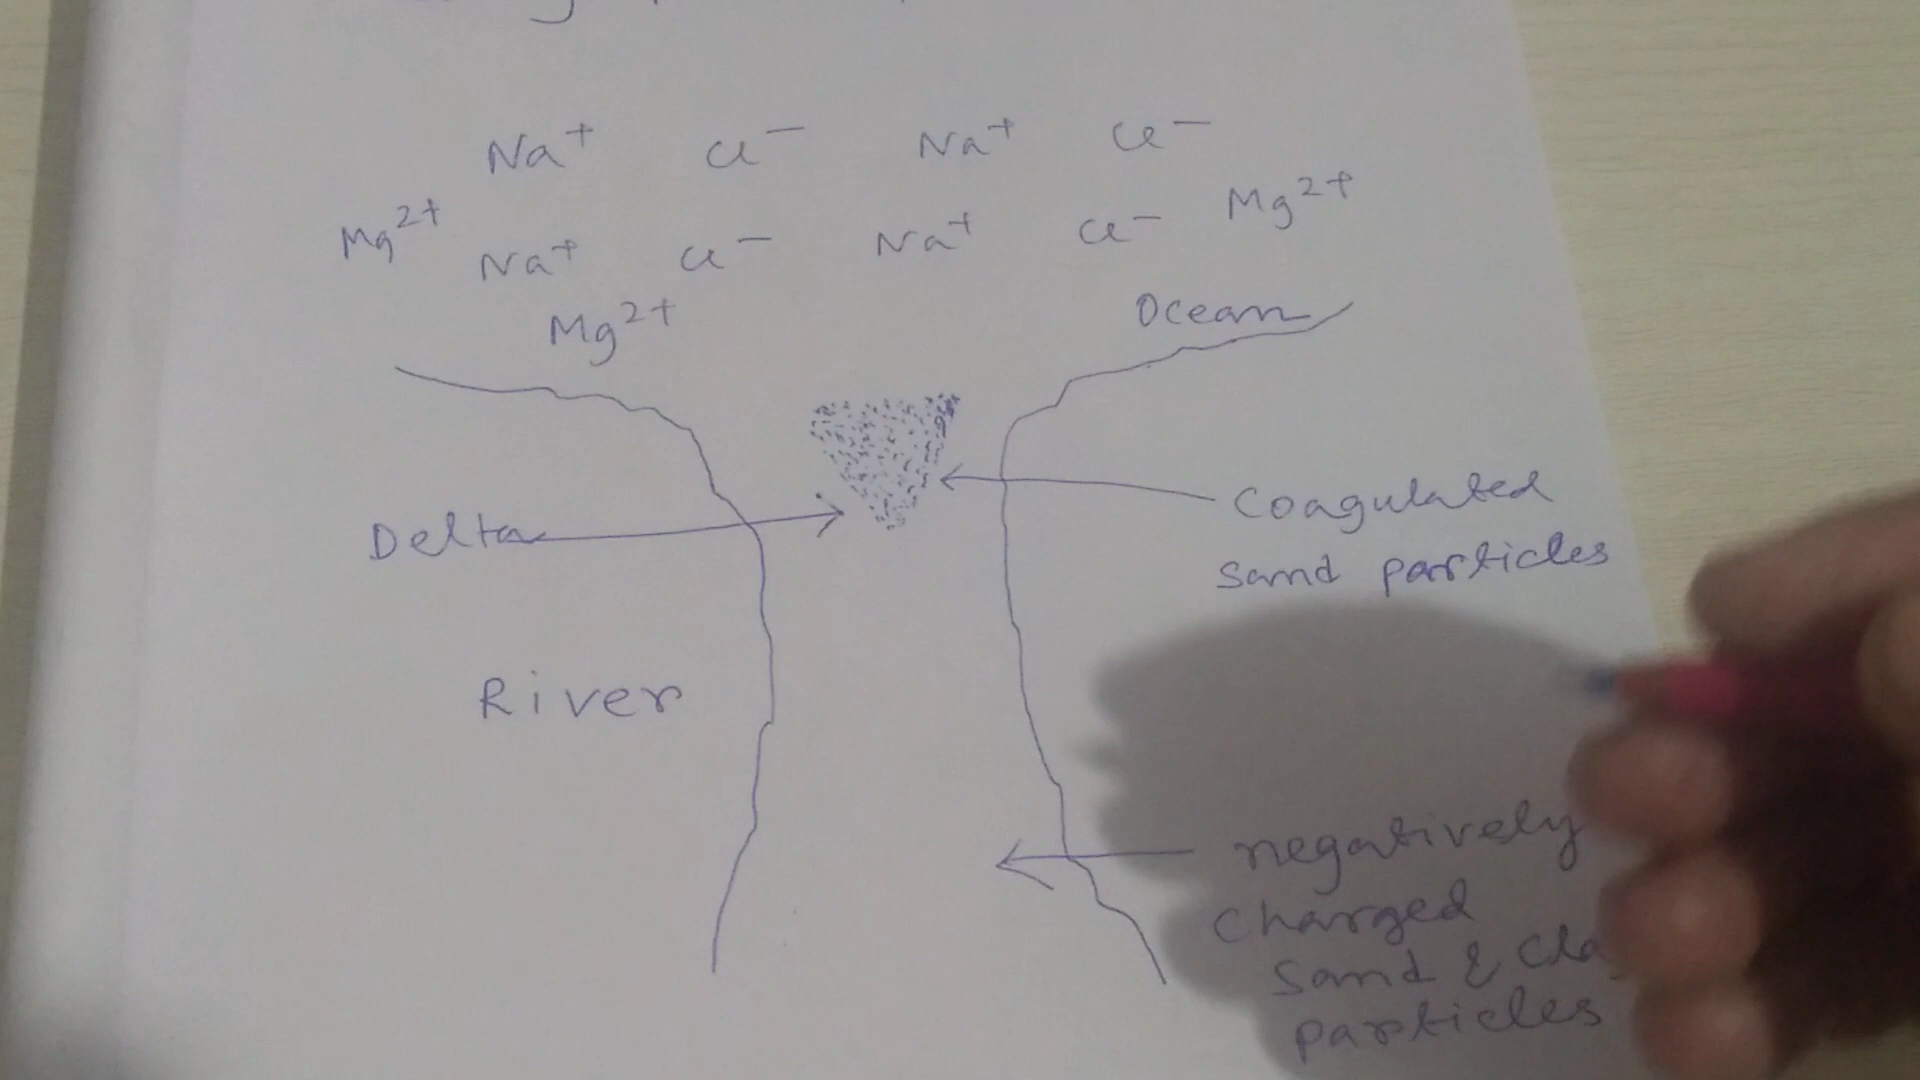 Na⁺ Cl⁻ Na⁺ Cl⁻
Mg²⁺ Na⁺ Cl⁻ Na⁺ Cl⁻ Mg²⁺
Mg²⁺
Ocean
Delta
Coagulated
sand particles
River
negatively
charged
sand &
particles